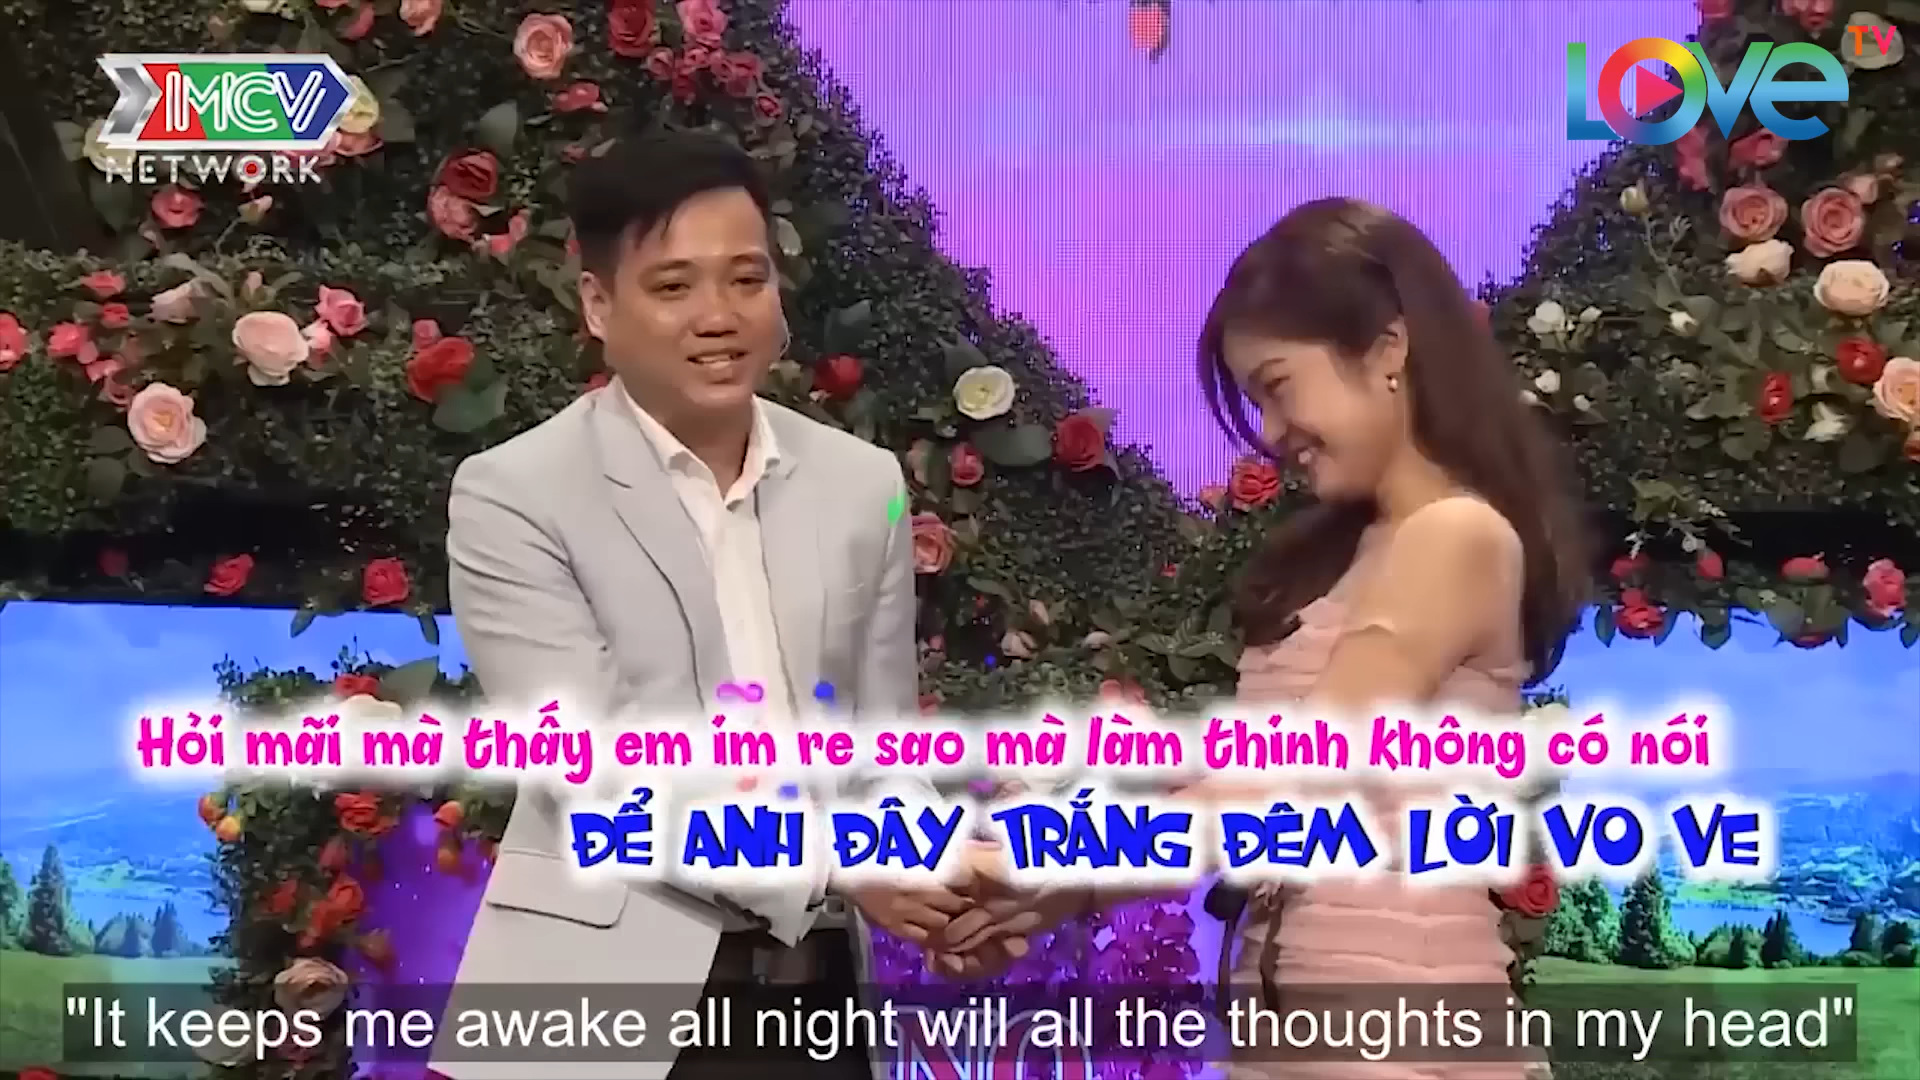 MCV
NETWORK
LOVE TV
Hỏi mãi mà thấy em im re sao mà làm thinh không có nói
ĐỂ ANH ĐÂY TRẮNG ĐÊM LỜI VO VE
"It keeps me awake all night will all the thoughts in my head"
NO